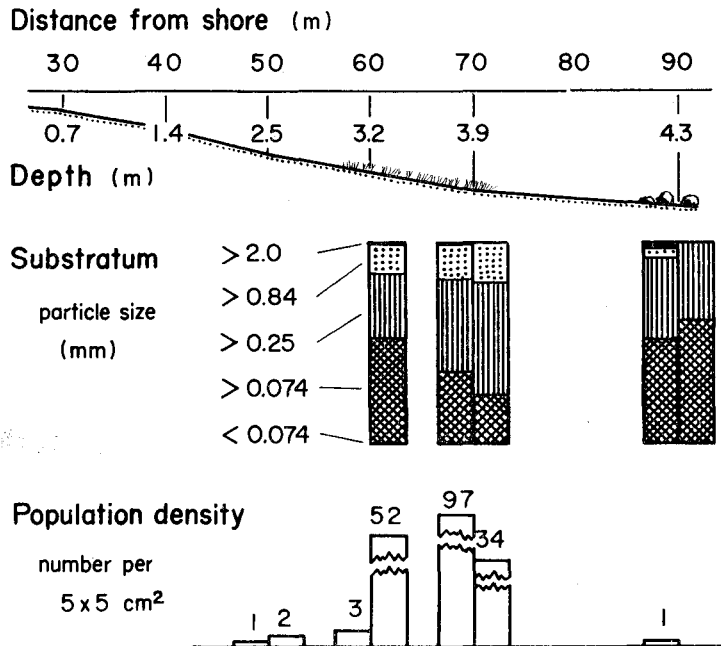 Distance from shore (m)
30 40 50 60 70 80 90
0.7 1.4 2.5 3.2 3.9 4.3
Depth (m)
Substratum
particle size
(mm)
> 2.0
> 0.84
> 0.25
> 0.074
< 0.074
Population density
number per
5 x 5 cm²
1 2 3 52 97 34 1